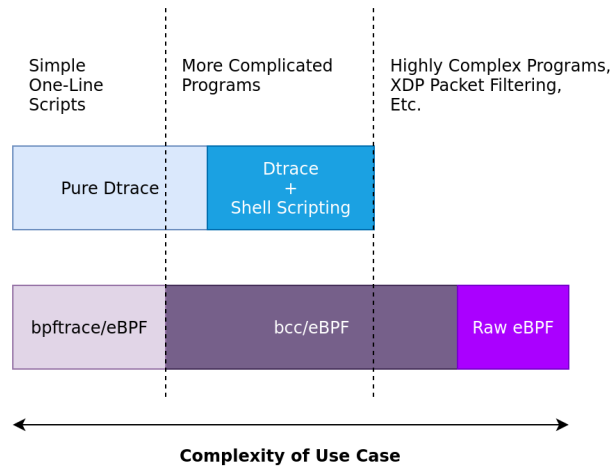 Simple
One-Line
Scripts
More Complicated
Programs
Highly Complex Programs,
XDP Packet Filtering,
Etc.
Pure Dtrace
Dtrace
+
Shell Scripting
bpftrace/eBPF
bcc/eBPF
Raw eBPF
Complexity of Use Case